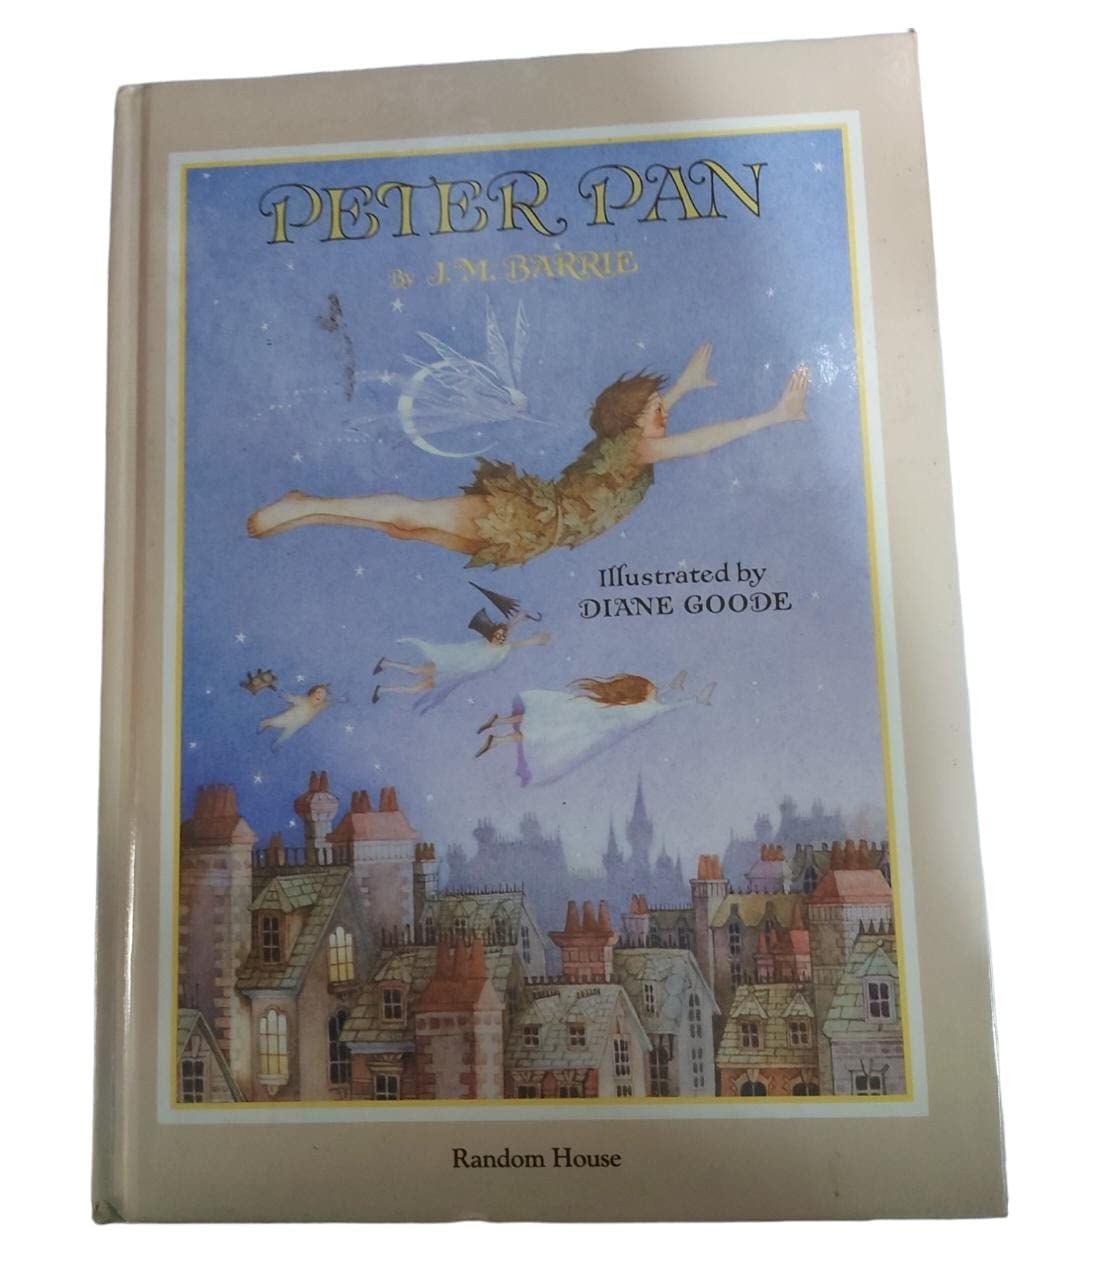 PETER PAN
By J. M. BARRIE
Illustrated by
DIANE GOODE
Random House